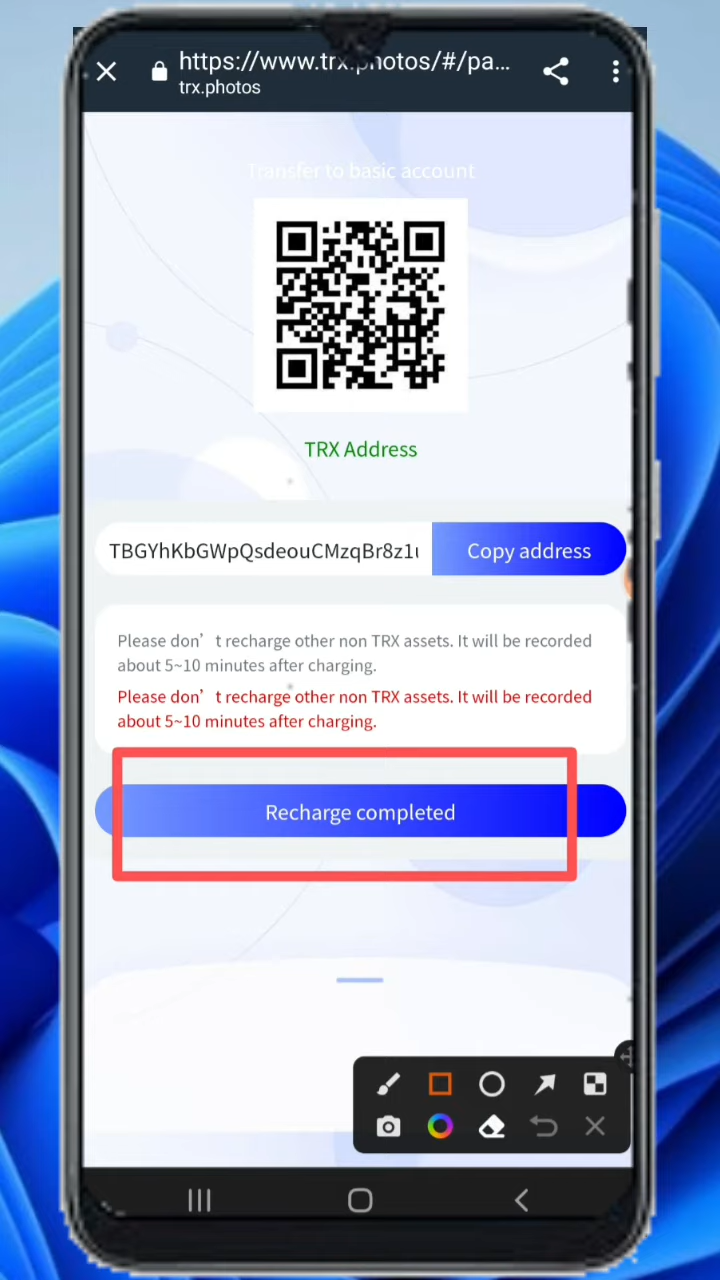 https://www.trx.photos/#/pa...
trx.photos
Transfer to basic account
TRX Address
TBGYhKbGWpQsdeouCMzqBr8z1
Copy address
Please don’t recharge other non TRX assets. It will be recorded
about 5~10 minutes after charging.
Please don’t recharge other non TRX assets. It will be recorded
about 5~10 minutes after charging.
Recharge completed